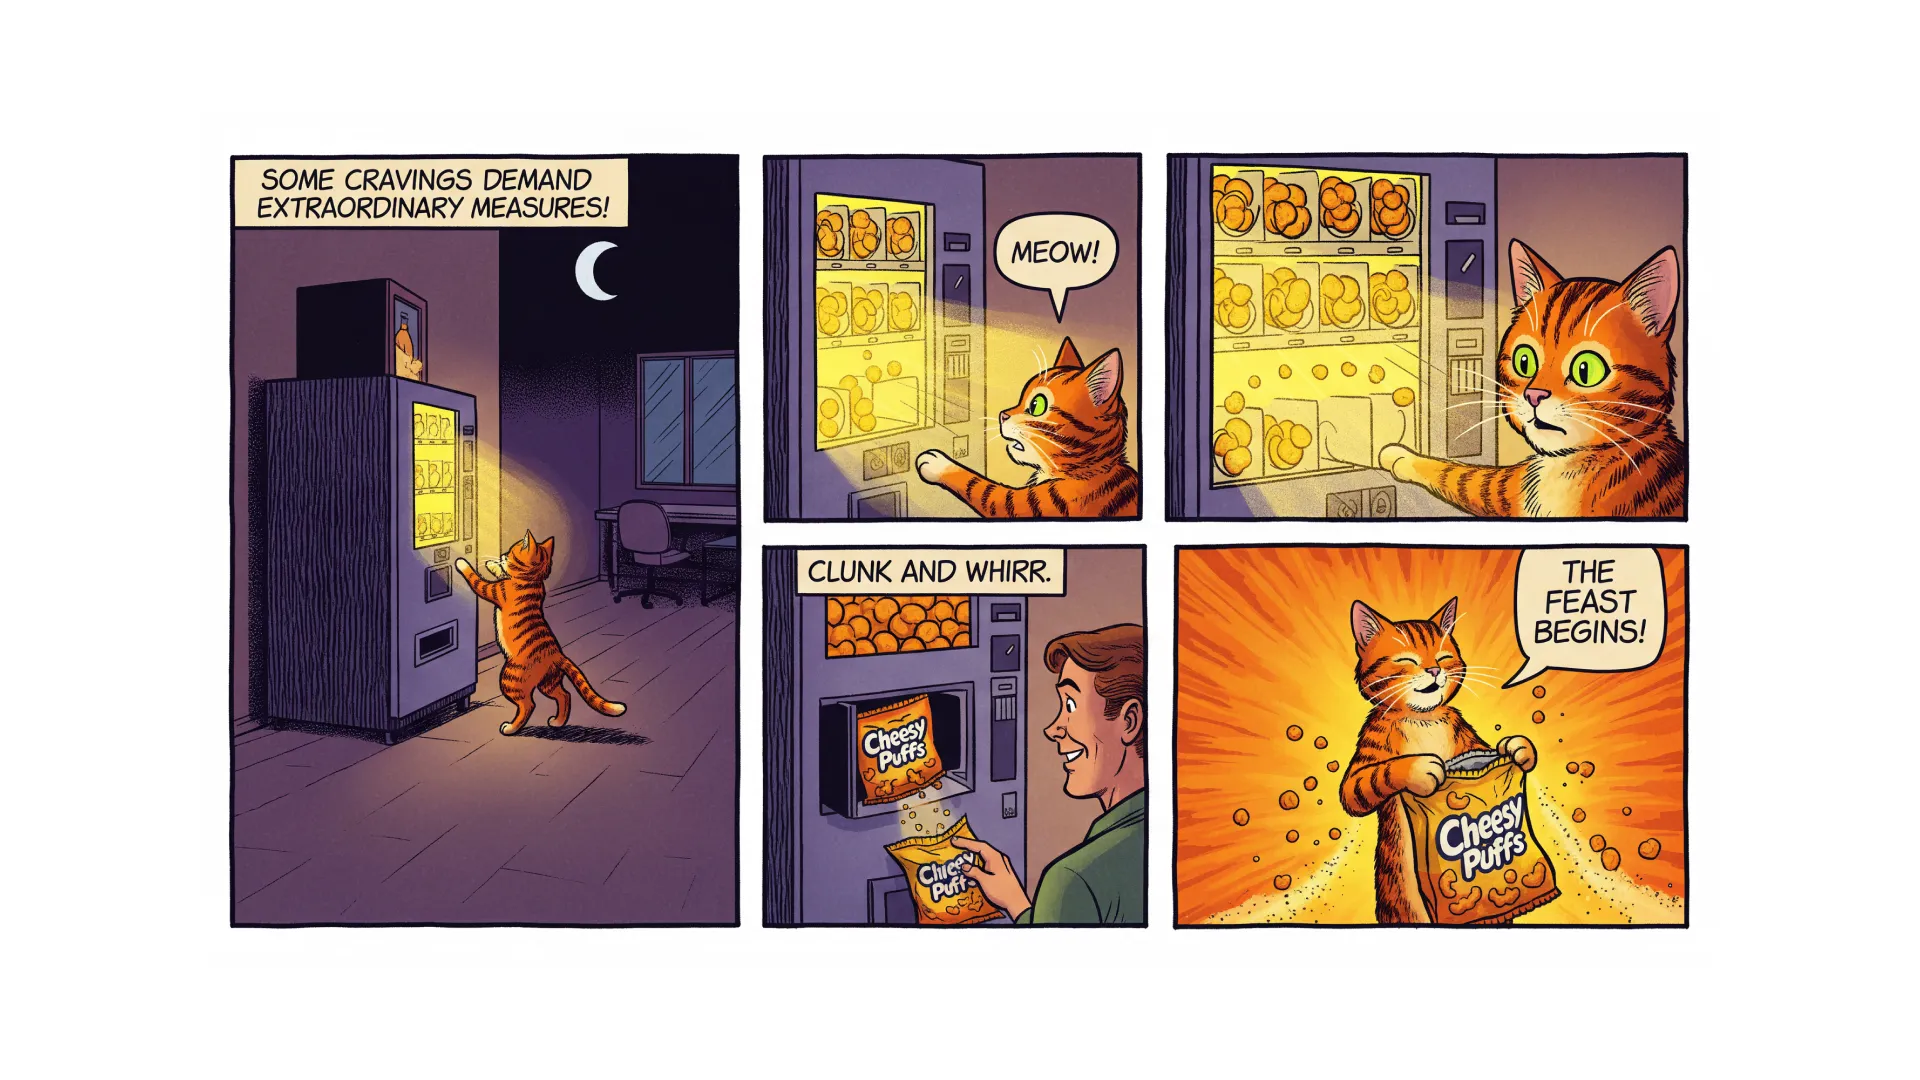 SOME CRAVINGS DEMAND
EXTRAORDINARY MEASURES!
MEOW!
CLUNK AND WHIRR.
Cheesy
Puffs
THE
FEAST
BEGINS!
Cheesy
Puffs